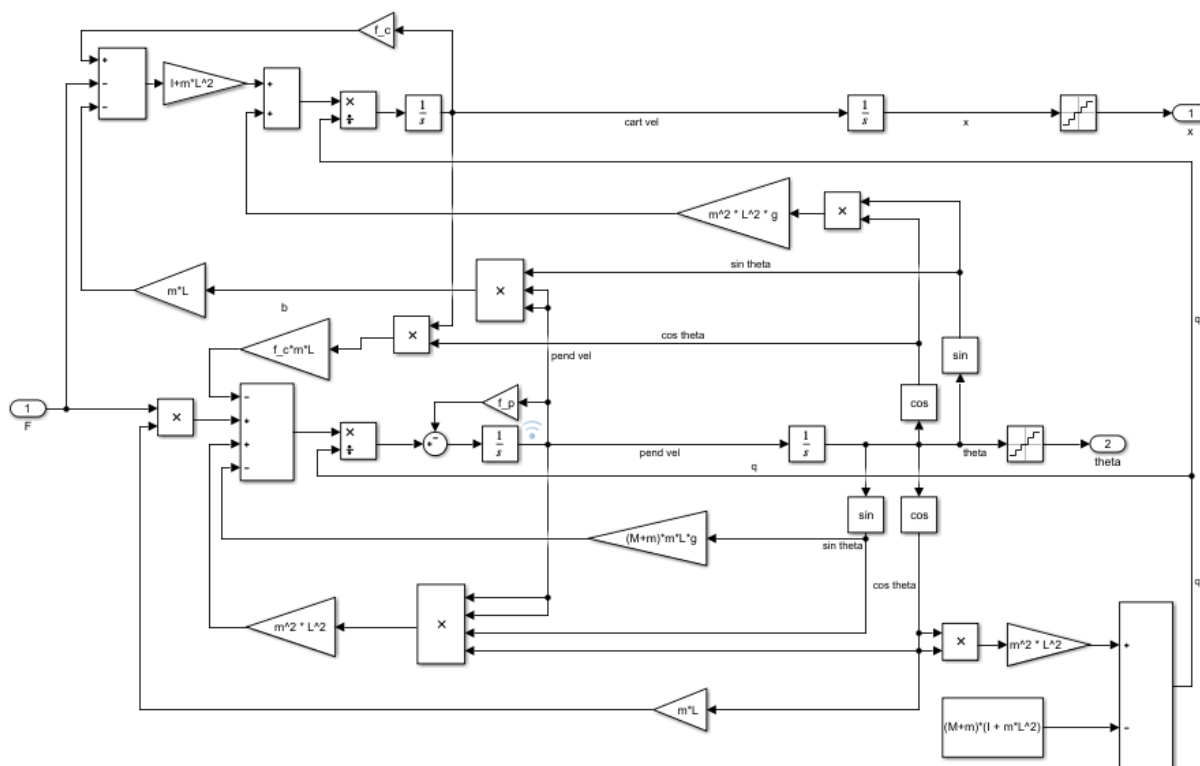 f_c
+
−
−
I+m*L^2
+
+
×
÷
1
s
cart vel
1
s
x
1
x
m^2 * L^2 * g
×
sin theta
m*L
×
b
q
×
cos theta
f_c*m*L
pend vel
sin
1
F
×
−
+
+
−
×
÷
f_p
+
−
1
s
pend vel
1
s
cos
theta
2
theta
q
sin
cos
(M+m)*m*L*g
sin theta
cos theta
q
m^2 * L^2
×
×
m^2 * L^2
+
m*L
(M+m)*(I + m*L^2)
−